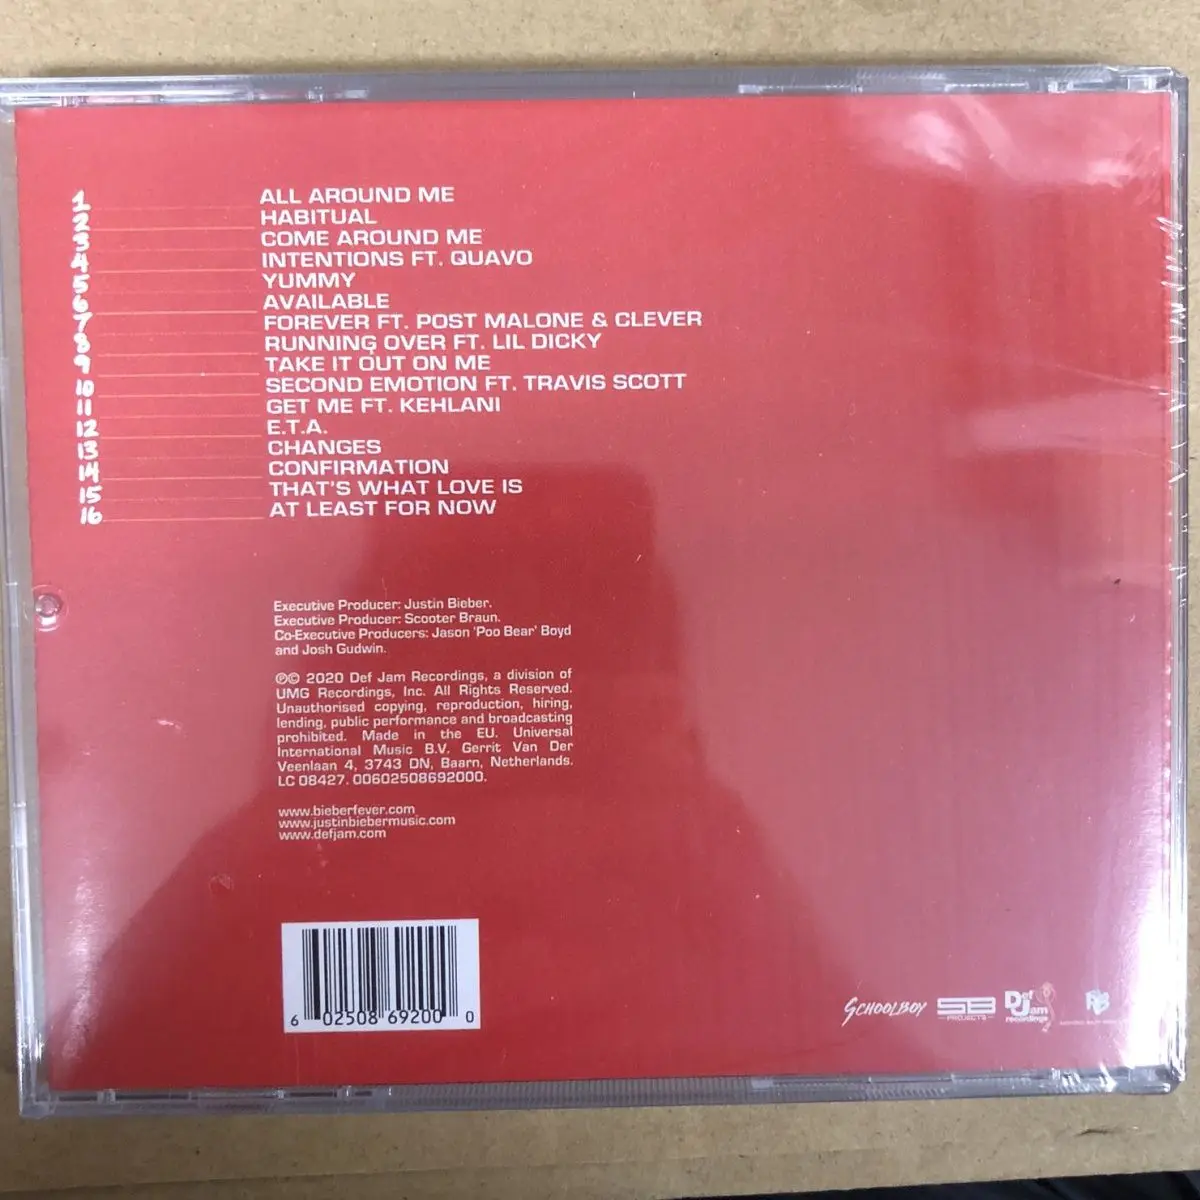 1 ALL AROUND ME
2 HABITUAL
3 COME AROUND ME
4 INTENTIONS FT. QUAVO
5 YUMMY
6 AVAILABLE
7 FOREVER FT. POST MALONE & CLEVER
8 RUNNING OVER FT. LIL DICKY
9 TAKE IT OUT ON ME
10 SECOND EMOTION FT. TRAVIS SCOTT
11 GET ME FT. KEHLANI
12 E.T.A.
13 CHANGES
14 CONFIRMATION
15 THAT'S WHAT LOVE IS
16 AT LEAST FOR NOW
Executive Producer: Justin Bieber.
Executive Producer: Scooter Braun.
Co-Executive Producers: Jason 'Poo Bear' Boyd
and Josh Gudwin.
℗© 2020 Def Jam Recordings, a division of
UMG Recordings, Inc. All Rights Reserved.
Unauthorised copying, reproduction, hiring,
lending, public performance and broadcasting
prohibited. Made in the EU. Universal
International Music B.V. Gerrit Van Der
Veenlaan 4, 3743 DN, Baarn, Netherlands.
LC 08427. 00602508692000.
www.bieberfever.com
www.justinbiebermusic.com
www.defjam.com
6 02508 69200 0
SCHOOLBOY
SB
PROJECTS
Def
Jam
recordings